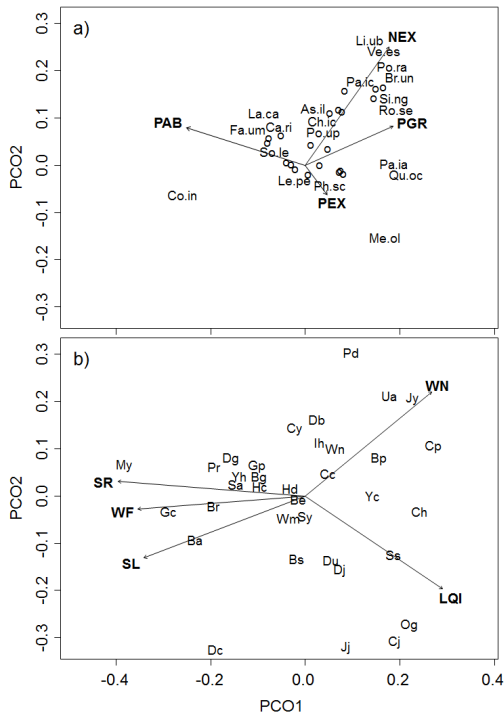 a)
NEX
Li.ub
Ve.es
Po.ra
Pa.ic
Br.un
Si.ng
As.il
Ro.se
La.ca
Ch.ic
PAB
Ca.ri
PGR
Fa.um
Po.up
So.le
Pa.ia
Qu.oc
Le.pe
Ph.sc
Co.in
PEX
Me.ol
PCO2
0.3
0.2
0.1
0.0
-0.1
-0.2
-0.3
b)
Pd
WN
Ua
Jy
Db
Cy
Ih
Wn
Cp
Dg
Gp
Bp
My
Pm
Yh
Bg
Cc
SR
Sa
Hc
Hd
Be
Yc
WF
Gc
Br
Wm
Sy
Ch
Ba
SL
Bs
Du
Dj
Ss
LQI
Og
Dc
Jj
Cj
PCO2
0.3
0.2
0.1
0.0
-0.1
-0.2
-0.3
-0.4 -0.2 0.0 0.2 0.4
PCO1